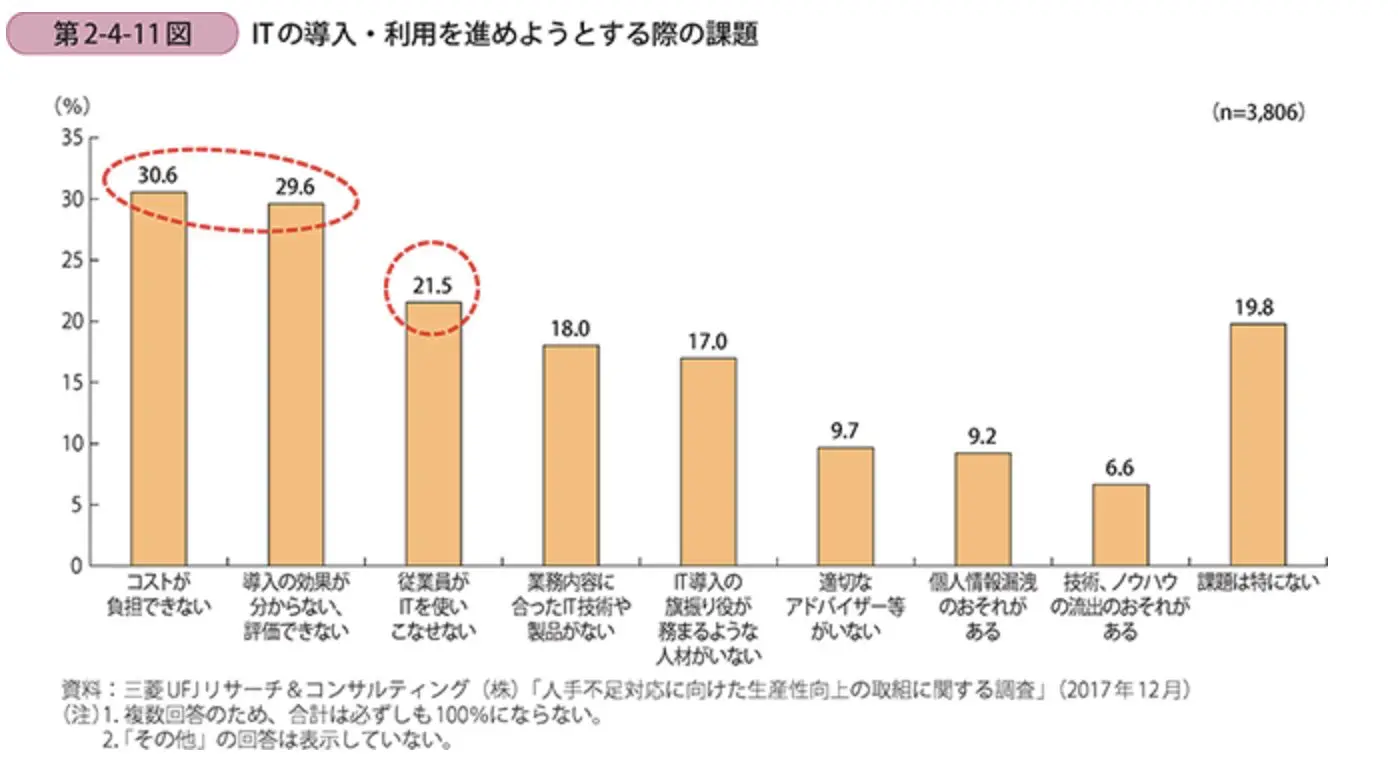 第2-4-11図 ITの導入・利用を進めようとする際の課題
(%)
(n=3,806)
35
30
25
20
15
10
5
0
30.6
29.6
21.5
18.0
17.0
9.7
9.2
6.6
19.8
コストが
負担できない
導入の効果が
分からない、
評価できない
従業員が
ITを使い
こなせない
業務内容に
合ったIT技術や
製品がない
IT導入の
旗振り役が
務まるような
人材がいない
適切な
アドバイザー等
がいない
個人情報漏洩
のおそれが
ある
技術、ノウハウ
の流出のおそれが
ある
課題は特にない
資料：三菱UFJリサーチ＆コンサルティング（株）「人手不足対応に向けた生産性向上の取組に関する調査」（2017年12月）
（注）1. 複数回答のため、合計は必ずしも100％にならない。
2.「その他」の回答は表示していない。